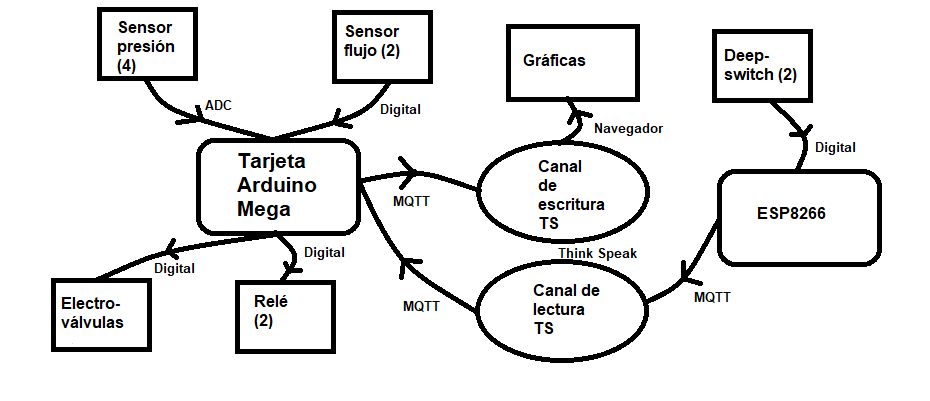 Sensor
presión
(4)
Sensor
flujo (2)
Gráficas
Deep-
switch (2)
ADC
Digital
Navegador
Digital
Tarjeta
Arduino
Mega
MQTT
Canal
de
escritura
TS
ESP8266
Think Speak
Digital
Digital
MQTT
Canal de
lectura
TS
MQTT
Electro-
válvulas
Relé
(2)